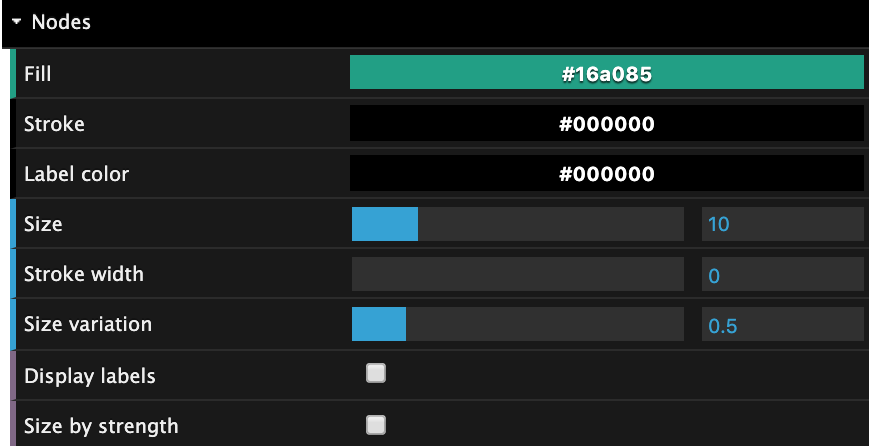 Nodes
Fill #16a085
Stroke #000000
Label color #000000
Size 10
Stroke width 0
Size variation 0.5
Display labels
Size by strength